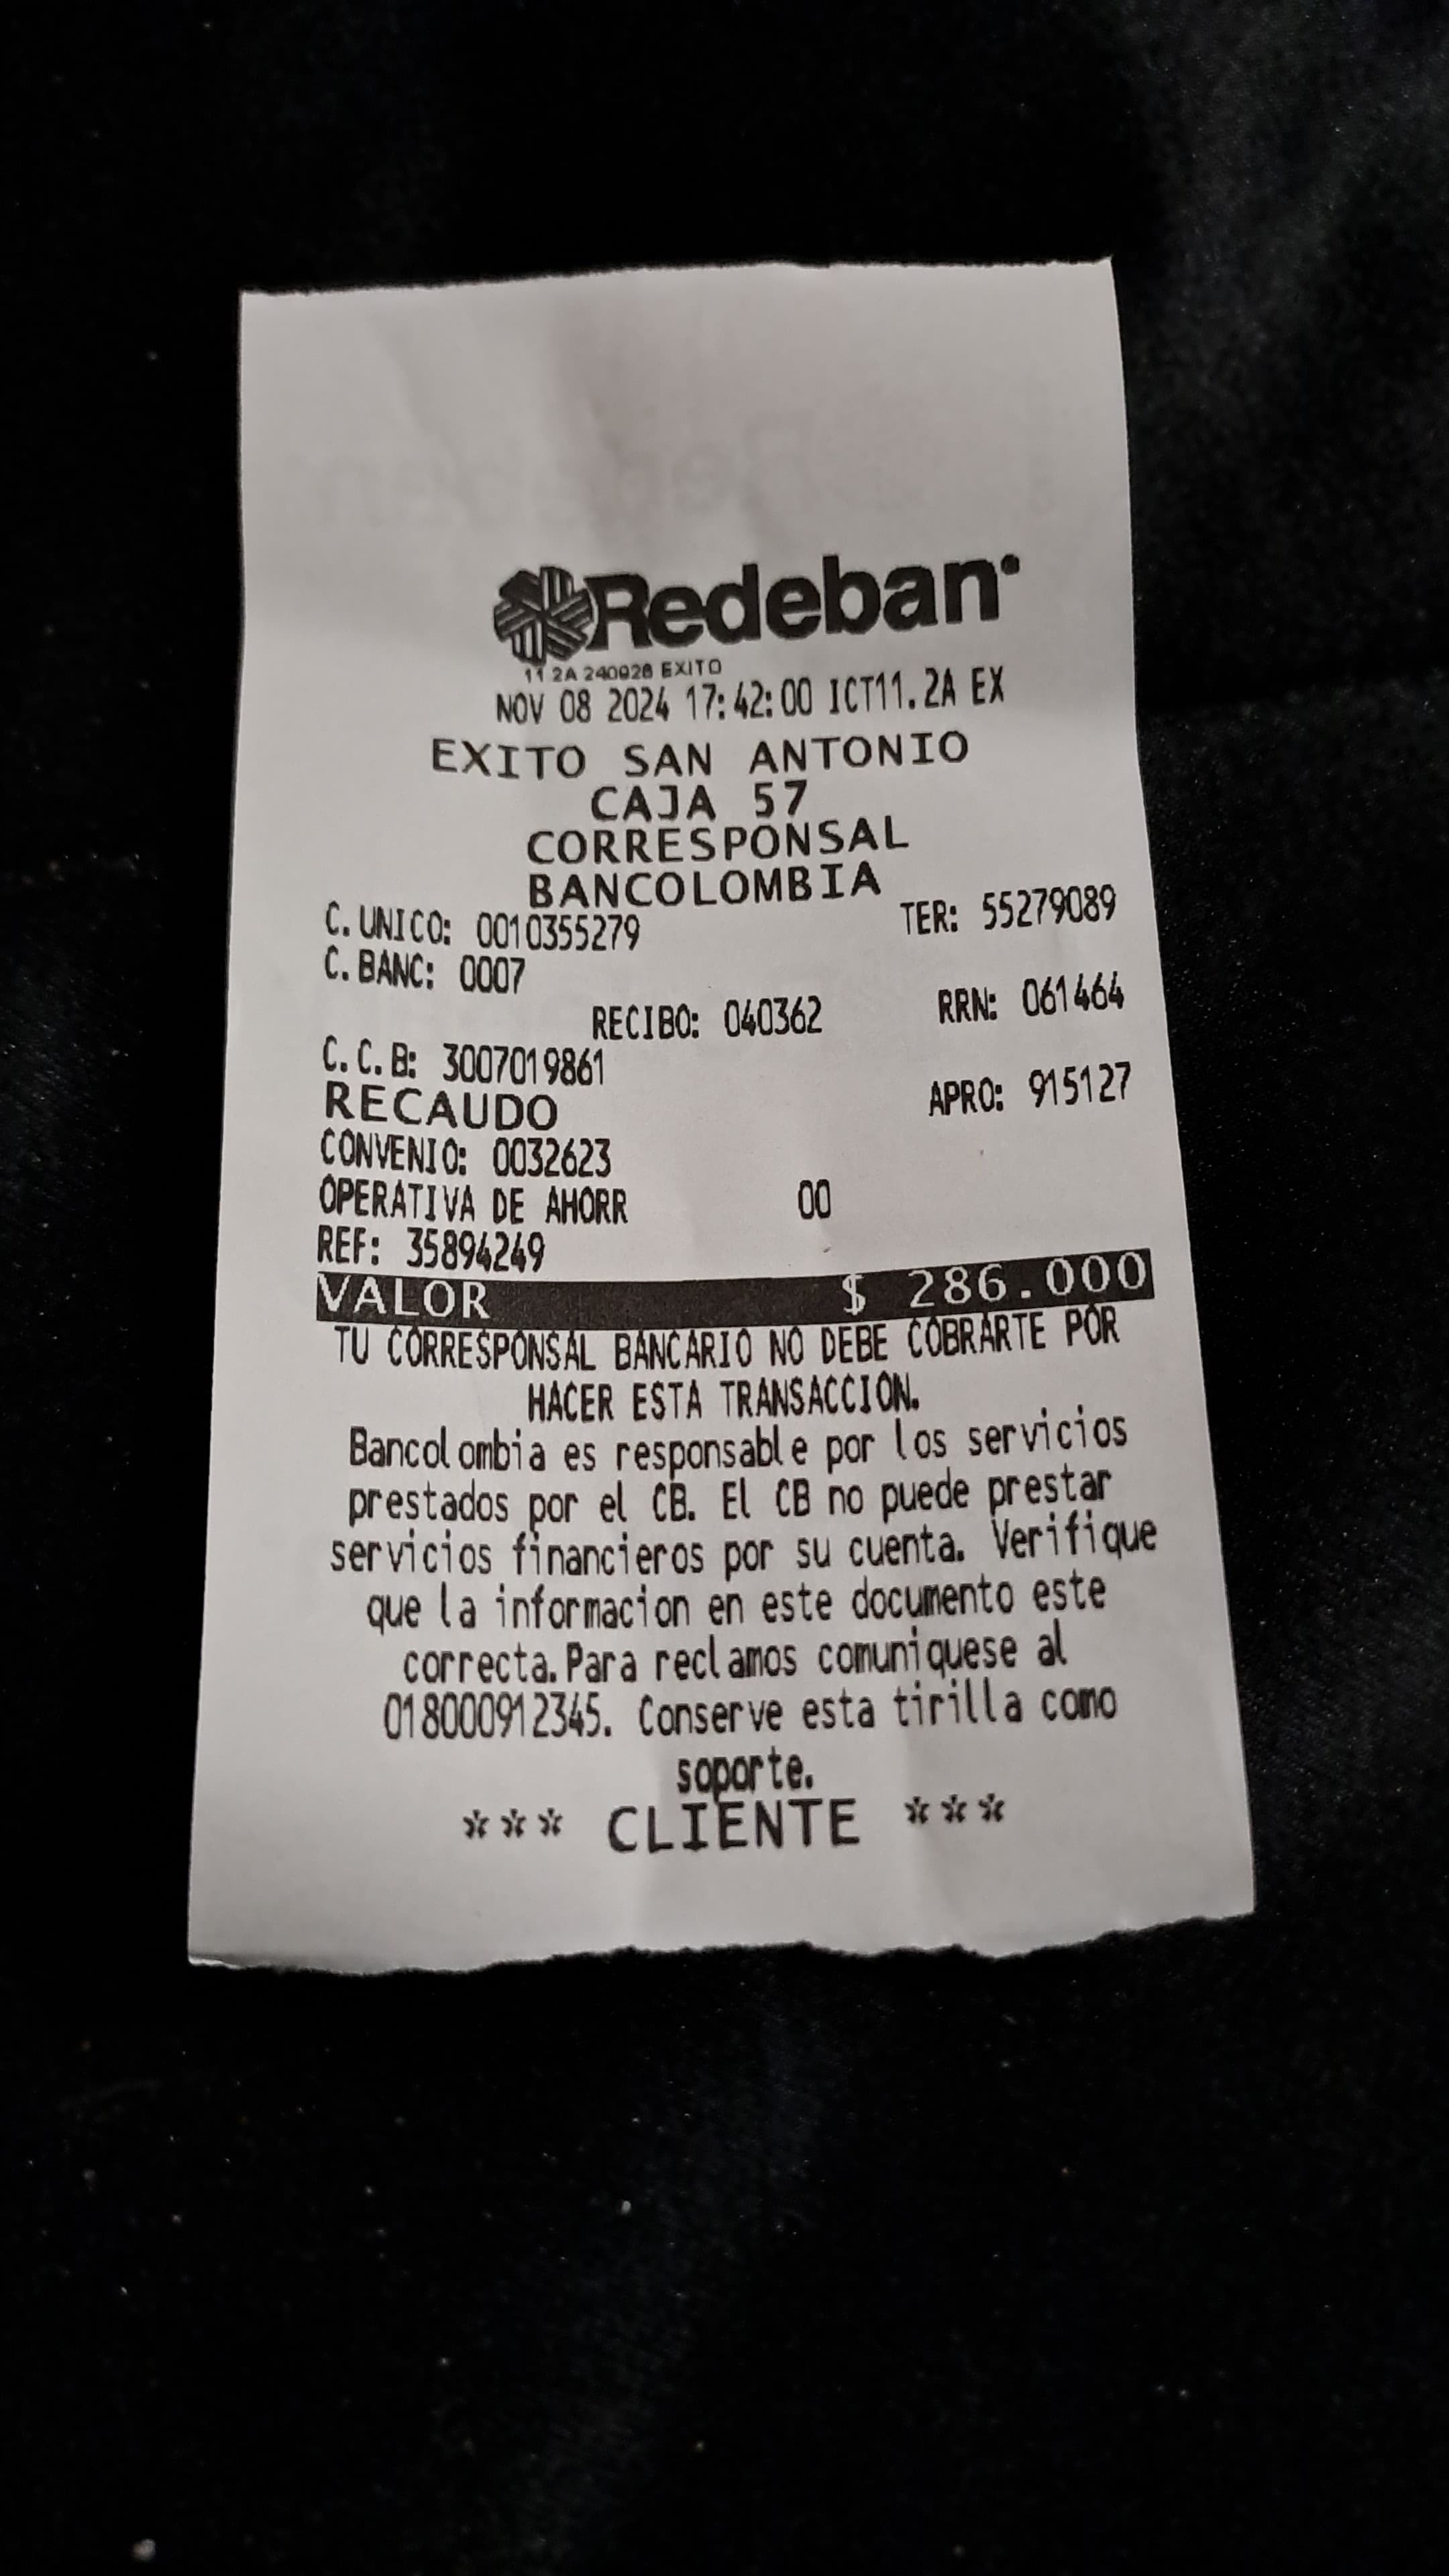 Redeban
11.2A 240926 EXITO
NOV 08 2024 17:42:00 ICT11.2A EX
EXITO SAN ANTONIO
CAJA 57
CORRESPONSAL
BANCOLOMBIA
C. UNICO: 0010355279 TER: 55279089
C. BANC: 0007
RECIBO: 040362 RRN: 061464
C. C. B: 3007019861
RECAUDO APRO: 915127
CONVENIO: 0032623
OPERATIVA DE AHORR 00
REF: 35894249
VALOR $ 286.000
TU CORRESPONSAL BANCARIO NO DEBE COBRARTE POR
HACER ESTA TRANSACCION.
Bancolombia es responsable por los servicios
prestados por el CB. El CB no puede prestar
servicios financieros por su cuenta. Verifique
que la informacion en este documento este
correcta. Para reclamos comuniquese al
018000912345. Conserve esta tirilla como
soporte.
*** CLIENTE ***